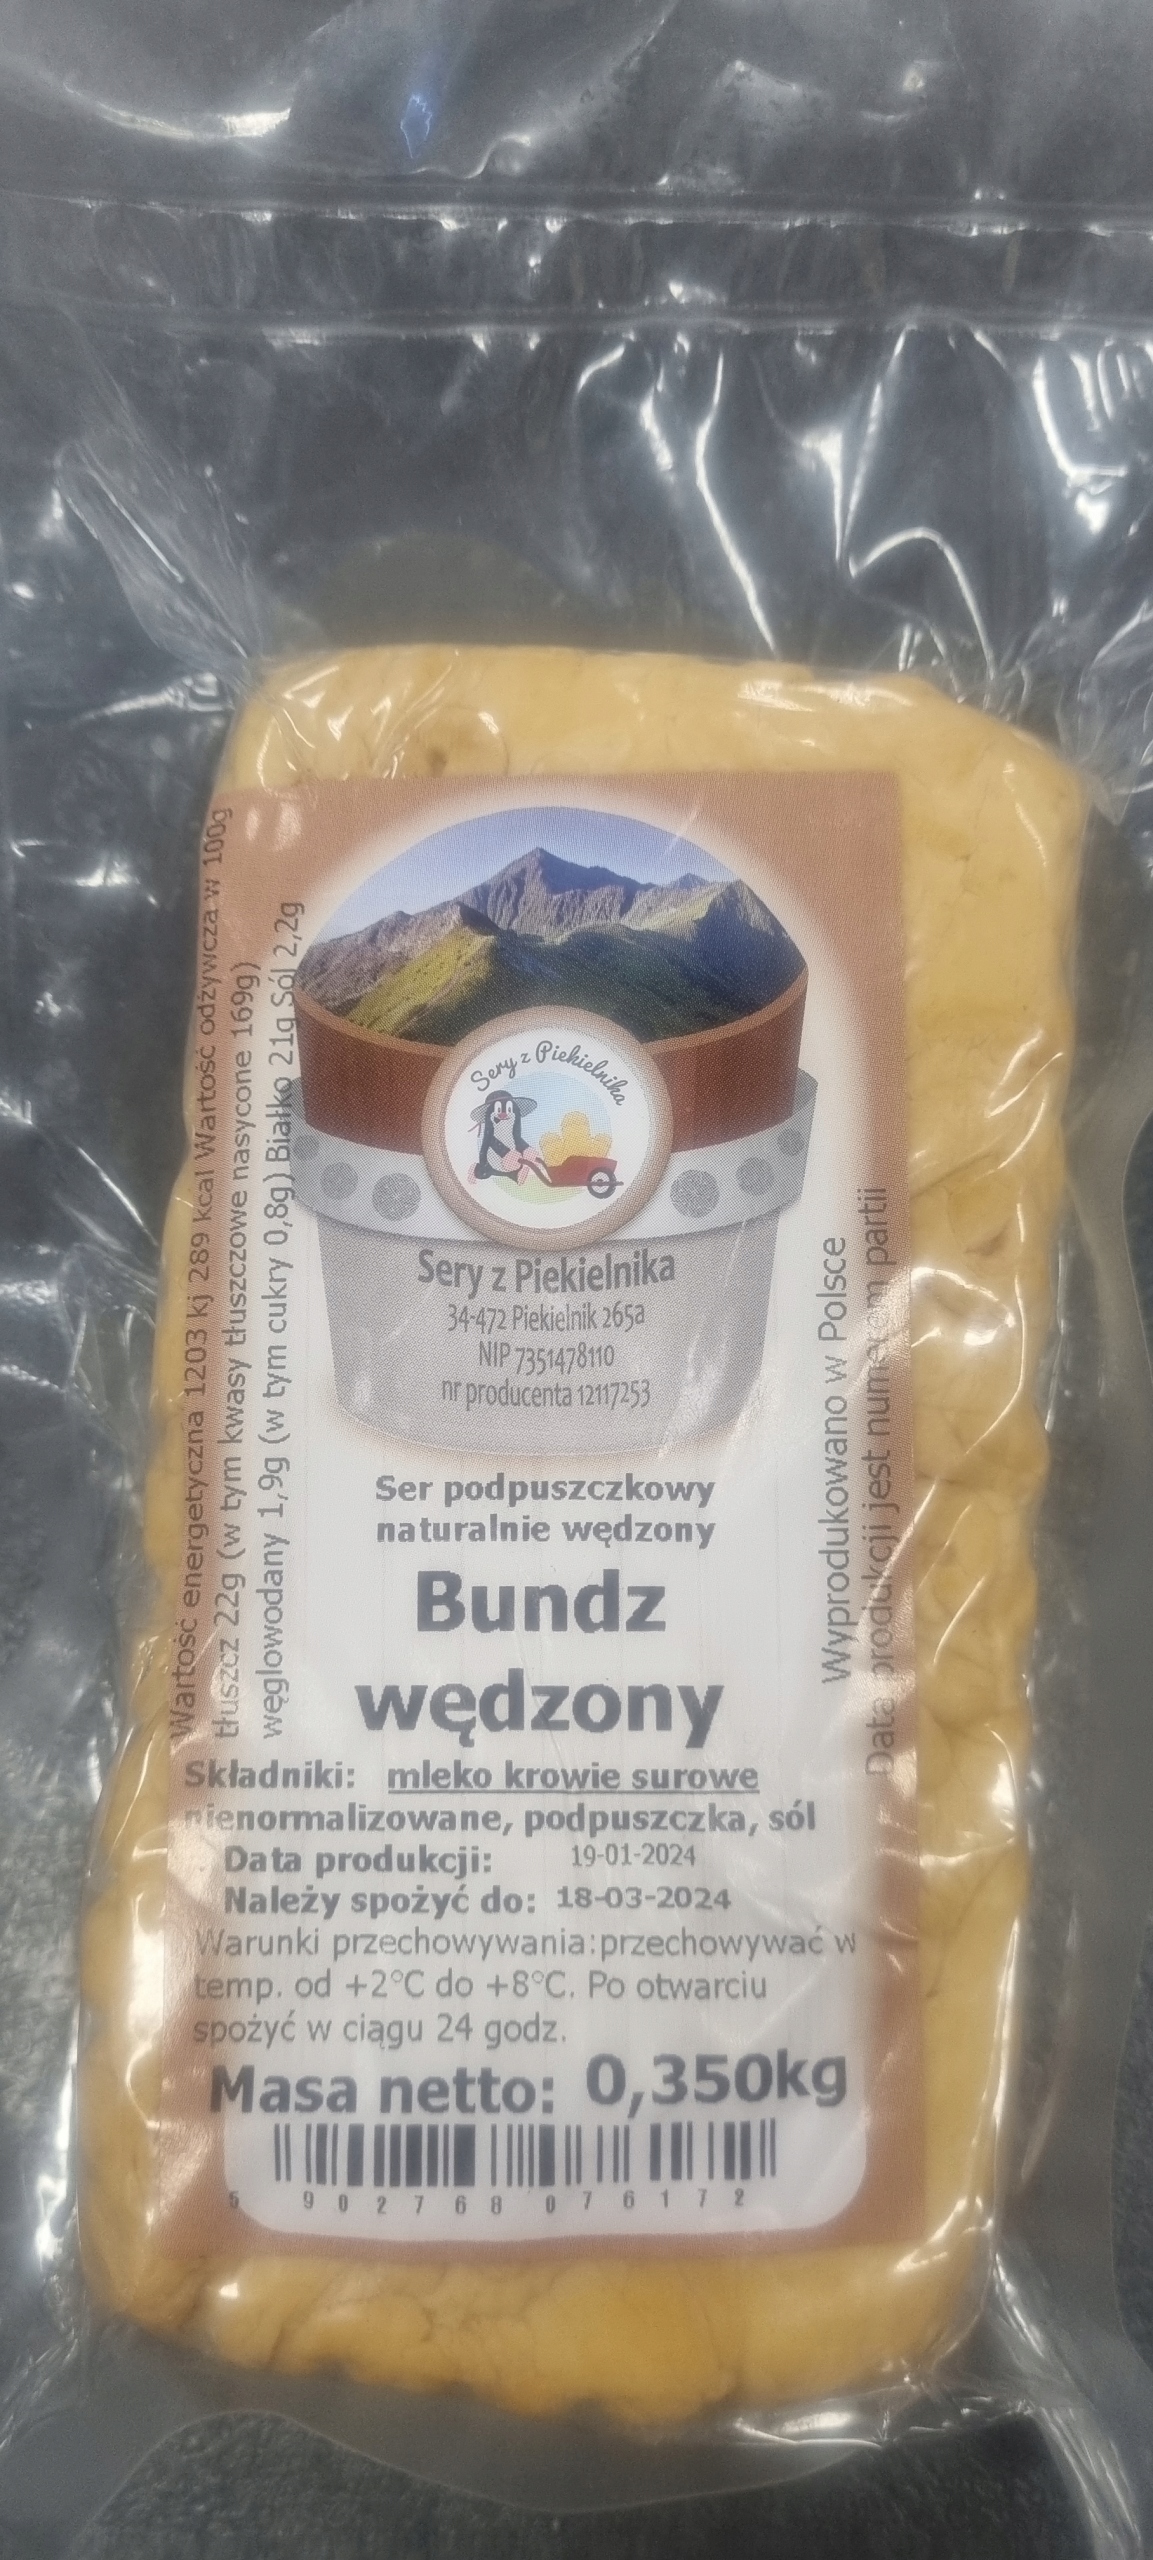 Wartość energetyczna 1203 kj 289 kcal Wartość odżywcza w 100g
tłuszcz 22g (w tym kwasy tłuszczowe nasycone 169g)
węglowodany 1,9g (w tym cukry 0,8g) Białko 21g Sól 2,2g
Sery z Piekielnika
Sery z Piekielnika
34-472 Piekielnik 265a
NIP 7351478110
nr producenta 12117253
Wyprodukowano w Polsce
Data produkcji jest numerem partii
Ser podpuszczkowy
naturalnie wędzony
Bundz
wędzony
Składniki: mleko krowie surowe
nienormalizowane, podpuszczka, sól
Data produkcji: 19-01-2024
Należy spożyć do: 18-03-2024
Warunki przechowywania:przechowywać w
temp. od +2°C do +8°C. Po otwarciu
spożyć w ciągu 24 godz.
Masa netto: 0,350kg
5 902768 076172